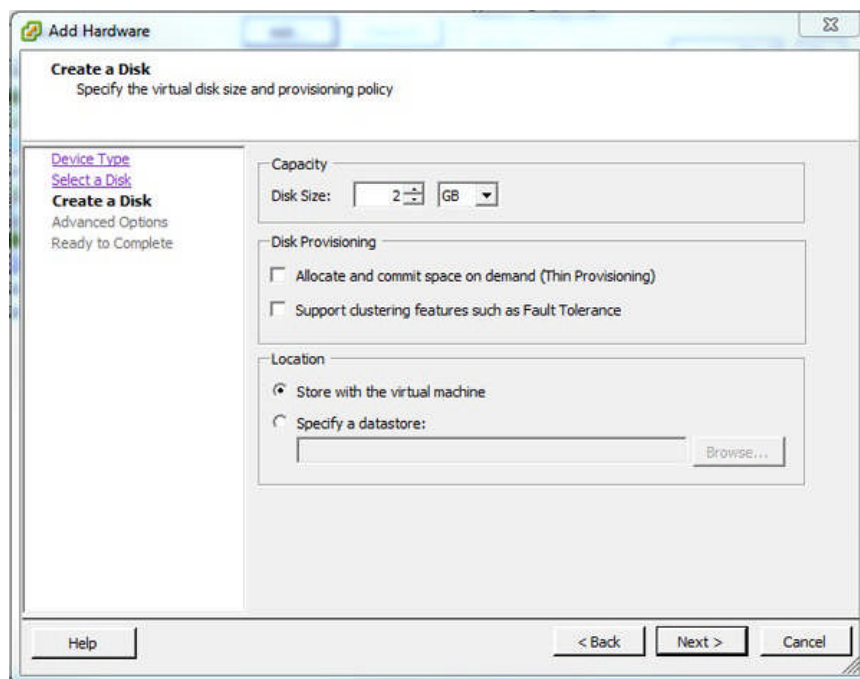 Add Hardware
Create a Disk
Specify the virtual disk size and provisioning policy
Device Type
Select a Disk
Create a Disk
Advanced Options
Ready to Complete
Capacity
Disk Size: 2 GB
Disk Provisioning
Allocate and commit space on demand (Thin Provisioning)
Support clustering features such as Fault Tolerance
Location
Store with the virtual machine
Specify a datastore:
Browse...
Help < Back Next > Cancel